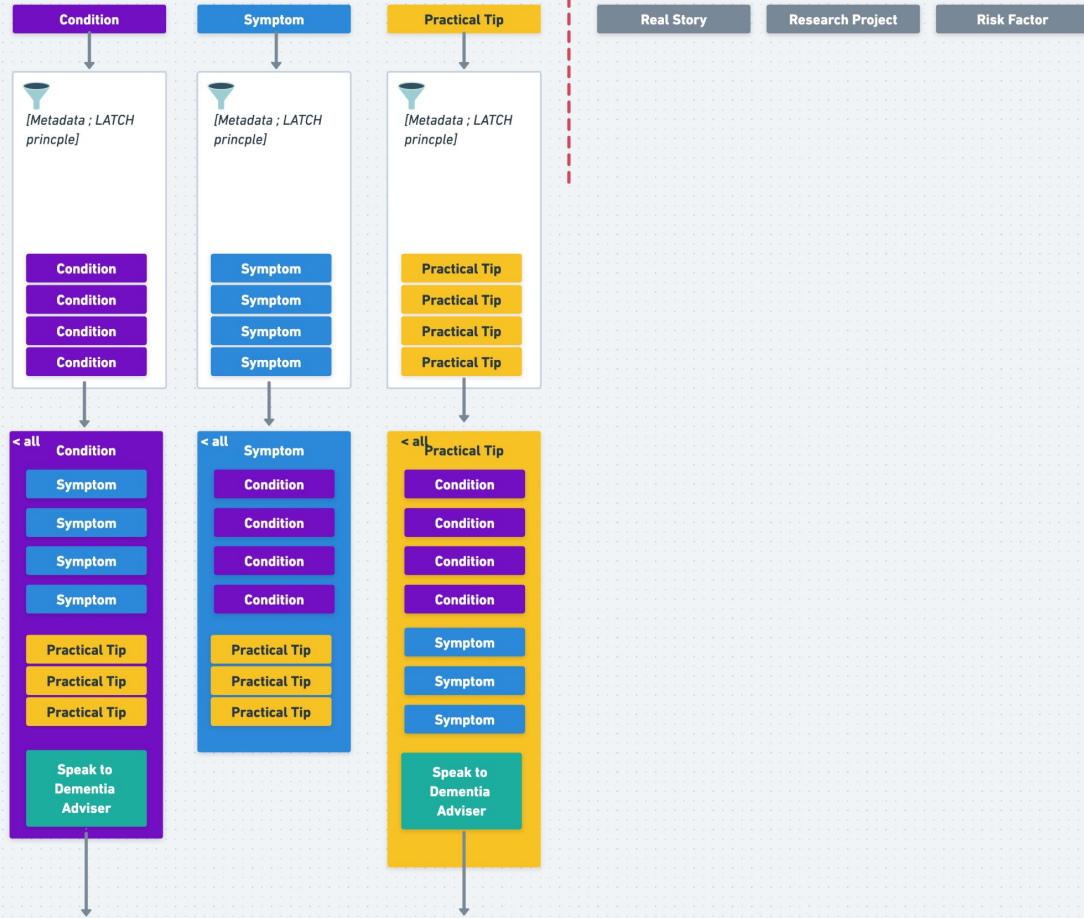 Condition
Symptom
Practical Tip
Real Story
Research Project
Risk Factor
[Metadata ; LATCH
princple]
Condition
Condition
Condition
Condition
[Metadata ; LATCH
princple]
Symptom
Symptom
Symptom
Symptom
[Metadata ; LATCH
princple]
Practical Tip
Practical Tip
Practical Tip
Practical Tip
< all
Condition
Symptom
Symptom
Symptom
Symptom
Practical Tip
Practical Tip
Practical Tip
Speak to
Dementia
Adviser
< all
Symptom
Condition
Condition
Condition
Condition
Practical Tip
Practical Tip
Practical Tip
< all
Practical Tip
Condition
Condition
Condition
Condition
Symptom
Symptom
Symptom
Speak to
Dementia
Adviser